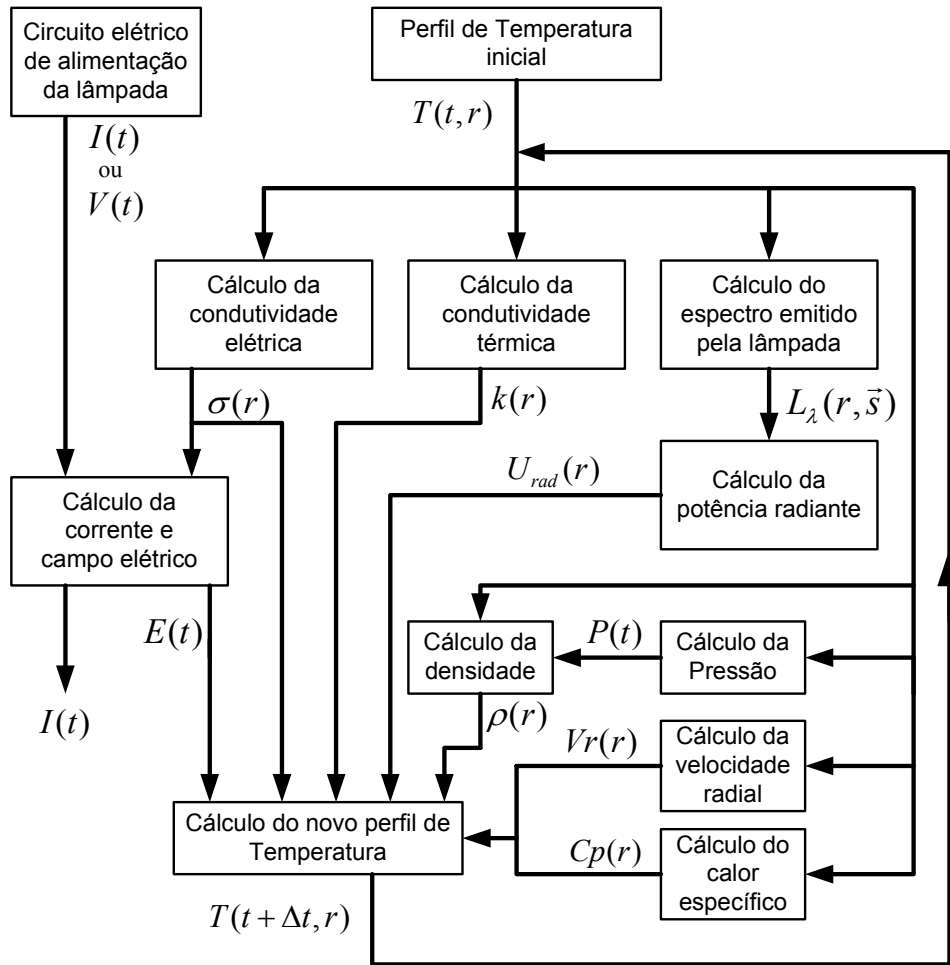 Circuito elétrico
de alimentação
da lâmpada
Perfil de Temperatura
inicial
T(t,r)
I(t)
ou
V(t)
Cálculo da
condutividade
elétrica
Cálculo da
condutividade
térmica
Cálculo do
espectro emitido
pela lâmpada
σ(r)
k(r)
L_λ(r,s⃗)
Cálculo da
corrente e
campo elétrico
U_rad(r)
Cálculo da
potência radiante
E(t)
I(t)
Cálculo da
densidade
P(t)
Cálculo da
Pressão
ρ(r)
Vr(r)
Cálculo da
velocidade
radial
Cálculo do novo perfil de
Temperatura
Cp(r)
Cálculo do
calor
específico
T(t + Δt,r)